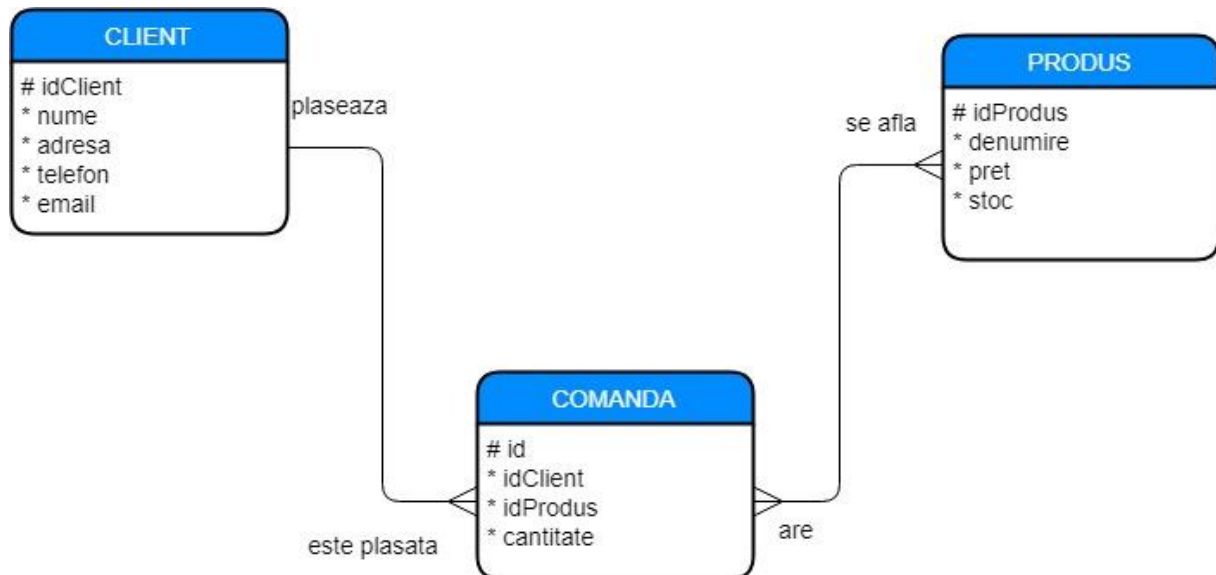 CLIENT
# idClient
* nume
* adresa
* telefon
* email
plaseaza
PRODUS
# idProdus
* denumire
* pret
* stoc
se afla
COMANDA
# id
* idClient
* idProdus
* cantitate
este plasata
are